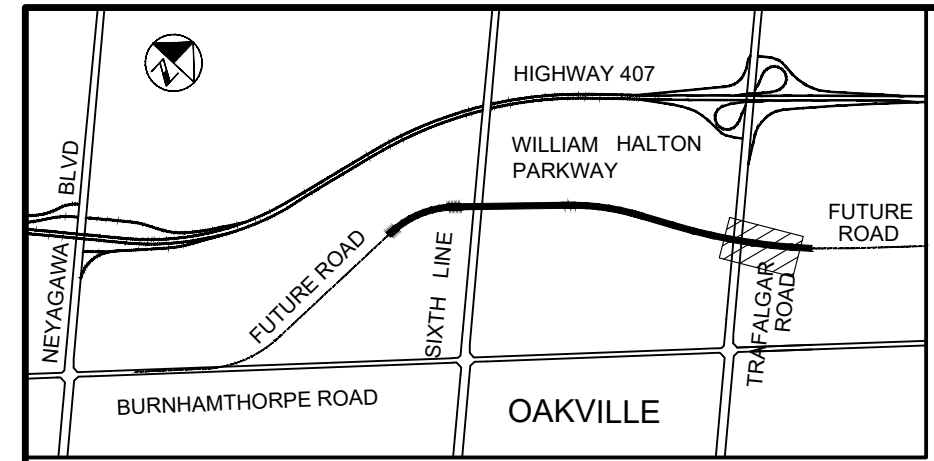 HIGHWAY 407
WILLIAM HALTON
PARKWAY
NEYAGAWA BLVD
FUTURE ROAD
SIXTH LINE
FUTURE
ROAD
TRAFALGAR
ROAD
BURNHAMTHORPE ROAD
OAKVILLE
N